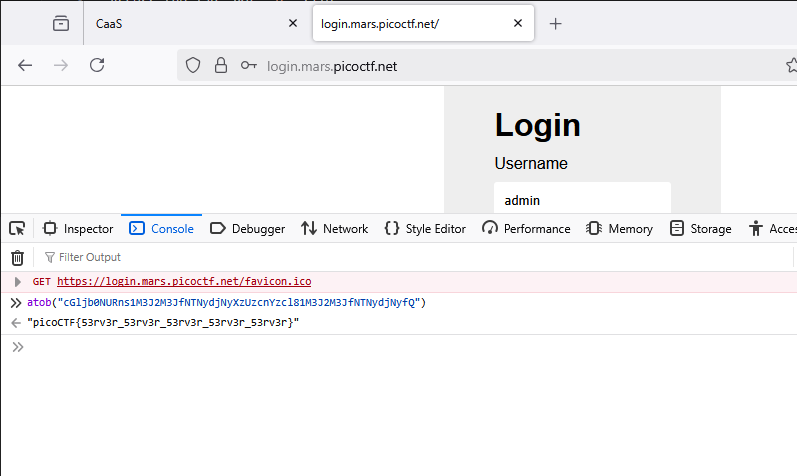 CaaS
login.mars.picoctf.net/
login.mars.picoctf.net
Login
Username
admin
Inspector Console Debugger Network Style Editor Performance Memory Storage Acces
Filter Output
GET https://login.mars.picoctf.net/favicon.ico
atob("cGljb0NURns1M3J2M3JfNTNydjNyXzUzcnYzcl81M3J2M3JfNTNydjNyfQ")
"picoCTF{53rv3r_53rv3r_53rv3r_53rv3r_53rv3r}"